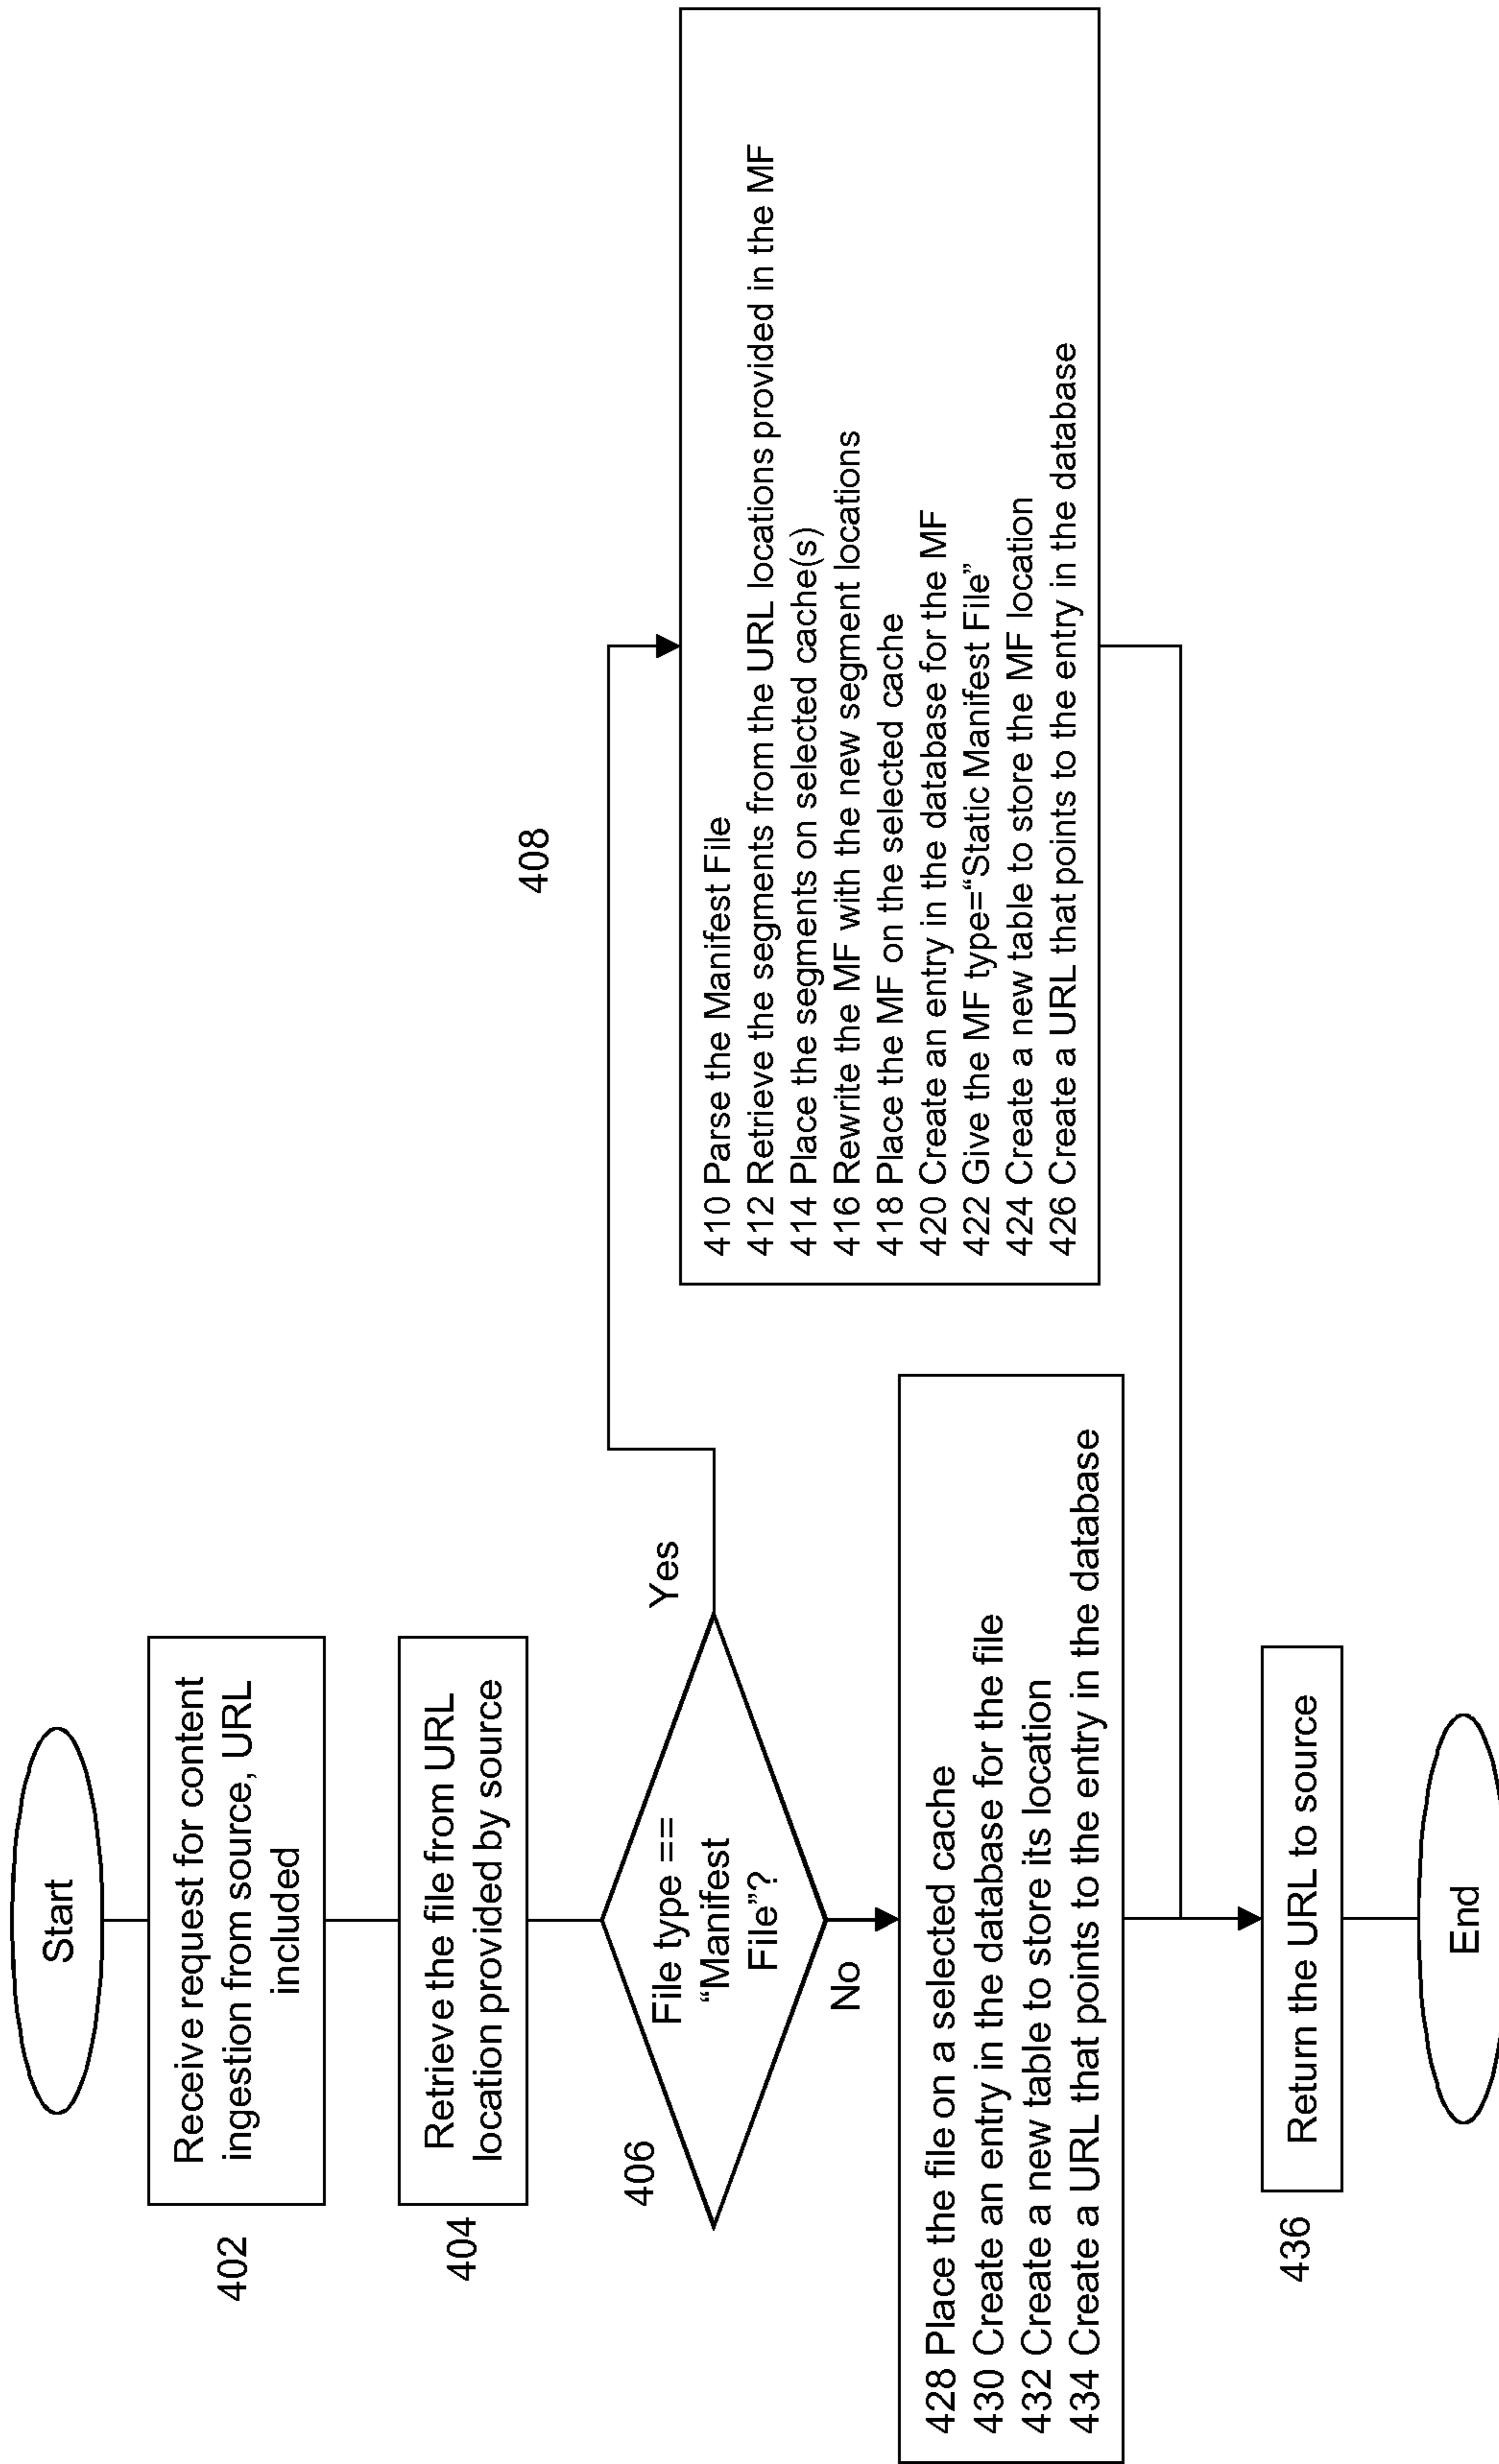 Start
402
Receive request for content
ingestion from source, URL
included
404
Retrieve the file from URL
location provided by source
406
File type ==
“Manifest
File”?
Yes
No
408
410 Parse the Manifest File
412 Retrieve the segments from the URL locations provided in the MF
414 Place the segments on selected cache(s)
416 Rewrite the MF with the new segment locations
418 Place the MF on the selected cache
420 Create an entry in the database for the MF
422 Give the MF type=“Static Manifest File”
424 Create a new table to store the MF location
426 Create a URL that points to the entry in the database
428 Place the file on a selected cache
430 Create an entry in the database for the file
432 Create a new table to store its location
434 Create a URL that points to the entry in the database
436
Return the URL to source
End